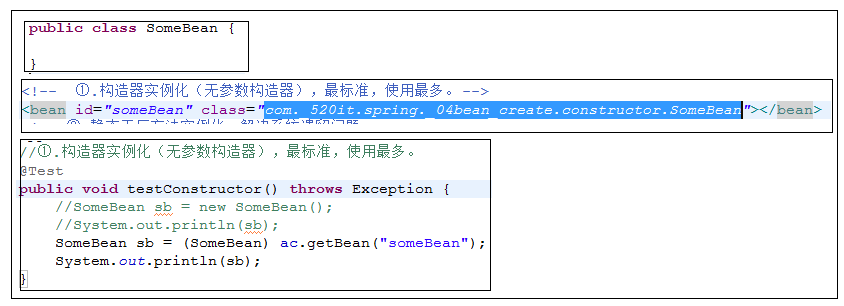 public class SomeBean {
}
<!--  ①.构造器实例化（无参数构造器），最标准，使用最多。-->
<bean id="someBean" class="com._520it.spring._04bean_create.constructor.SomeBean"></bean>
//①.构造器实例化（无参数构造器），最标准，使用最多。
@Test
public void testConstructor() throws Exception {
//SomeBean sb = new SomeBean();
//System.out.println(sb);
SomeBean sb = (SomeBean) ac.getBean("someBean");
System.out.println(sb);
}